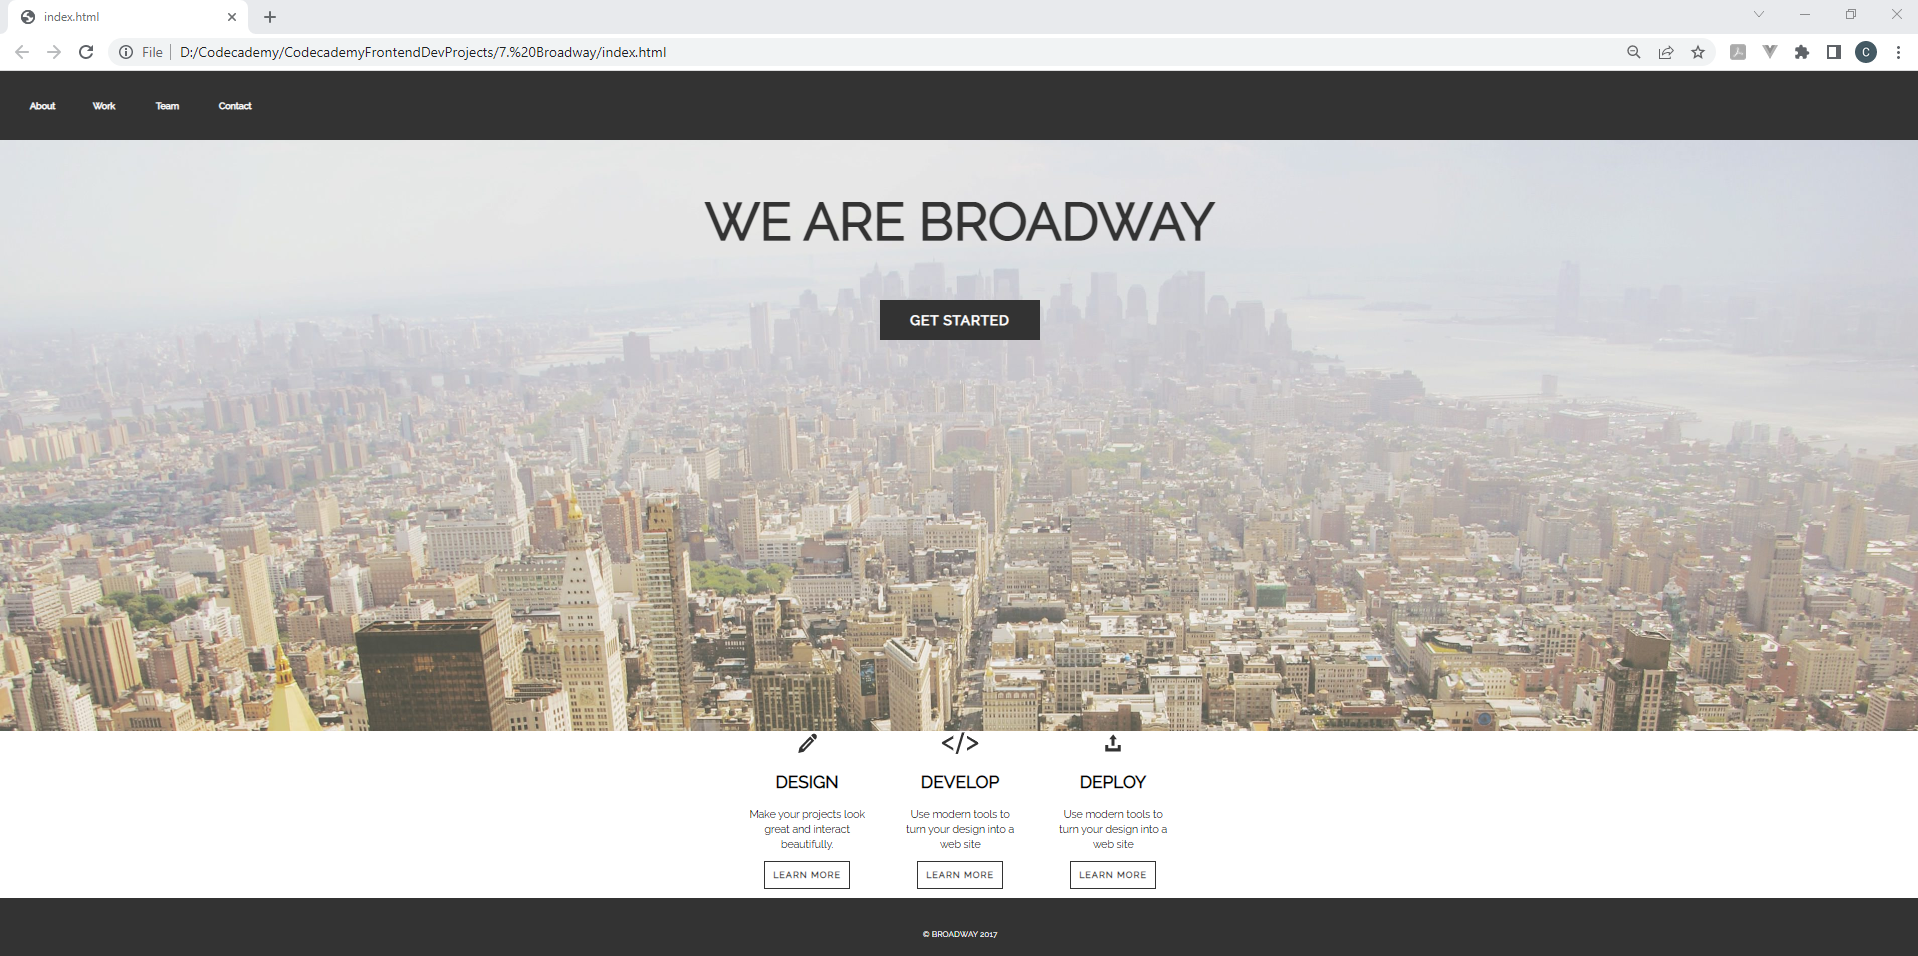 index.html
File D:/Codecademy/CodecademyFrontendDevProjects/7.%20Broadway/index.html
C
About Work Team Contact
WE ARE BROADWAY
GET STARTED
DESIGN
Make your projects look
great and interact
beautifully.
LEARN MORE
</>
DEVELOP
Use modern tools to
turn your design into a
web site
LEARN MORE
DEPLOY
Use modern tools to
turn your design into a
web site
LEARN MORE
© BROADWAY 2017